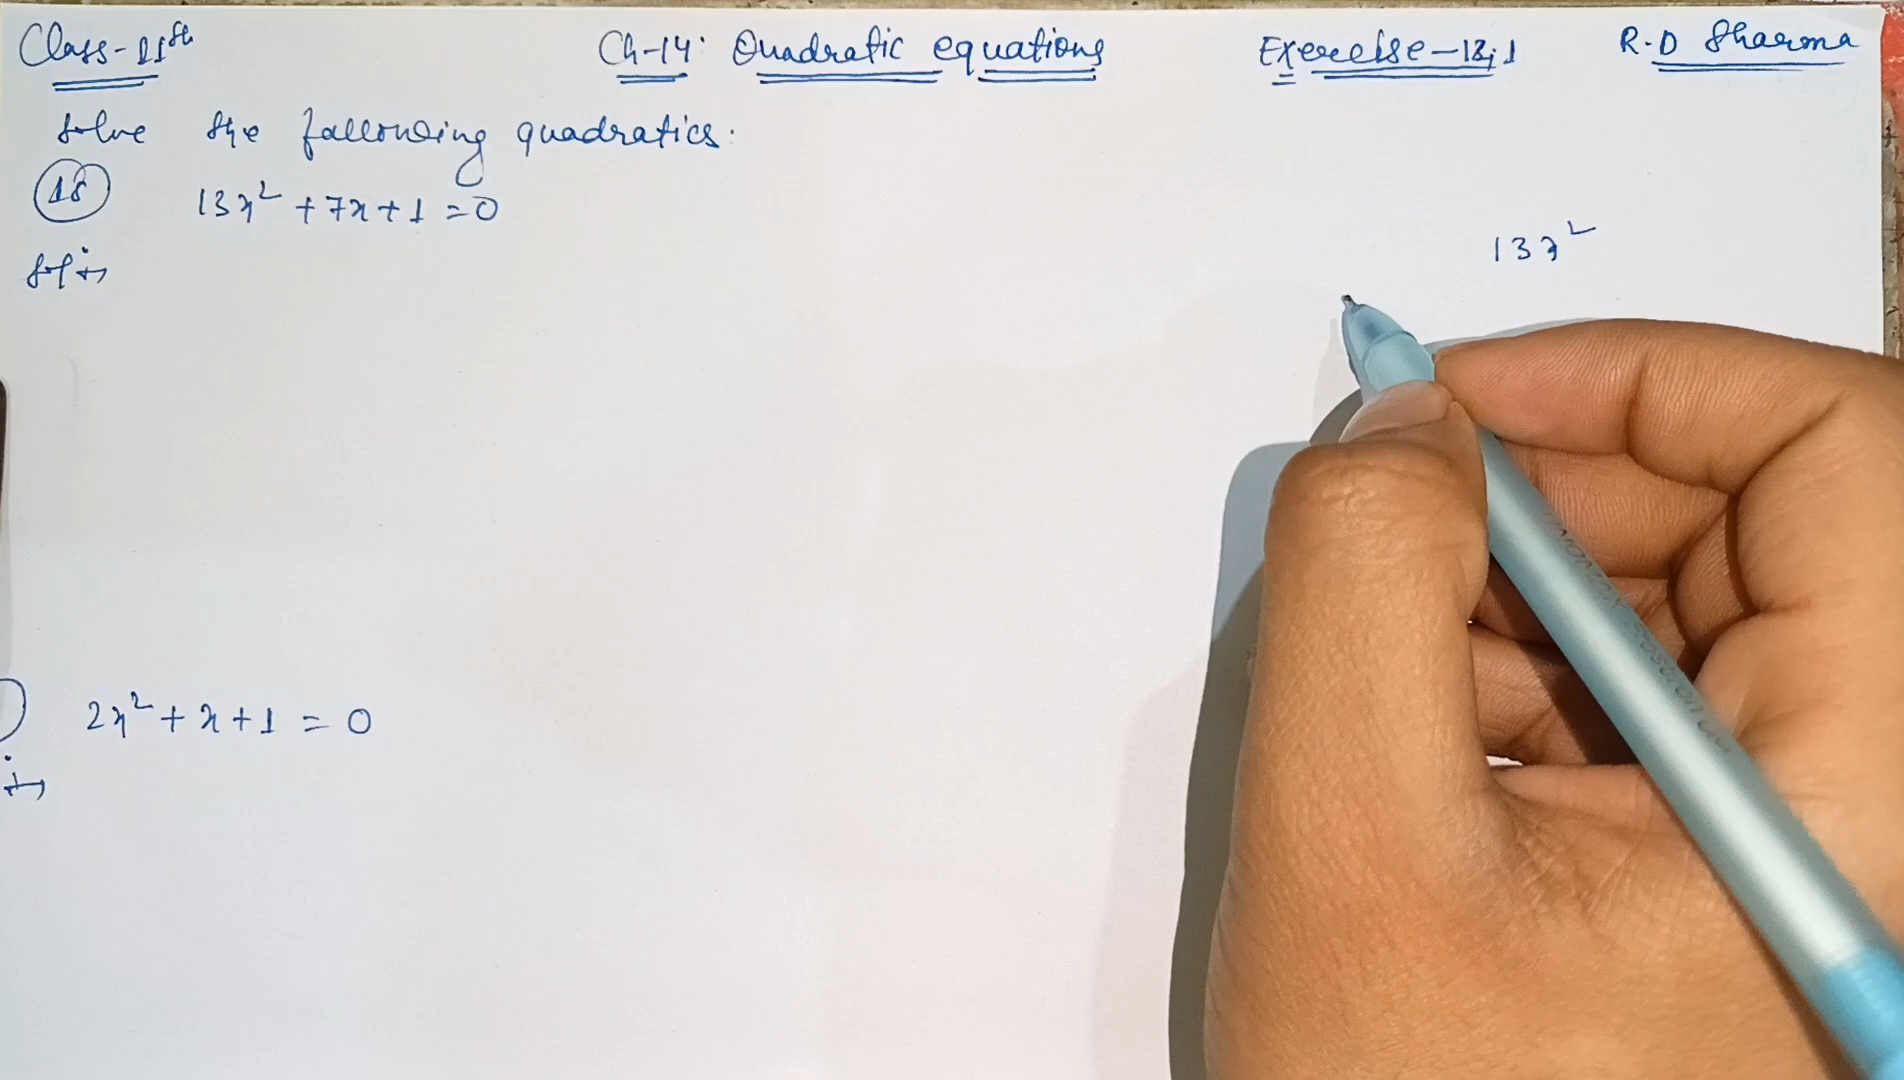 Class-11th Ch-14: Quadratic equations Exercise-13.1 R.D Sharma
Solve the following quadratics:
18 13x² + 7x + 1 = 0
13x²
Sol:→
2x² + x + 1 = 0
:→